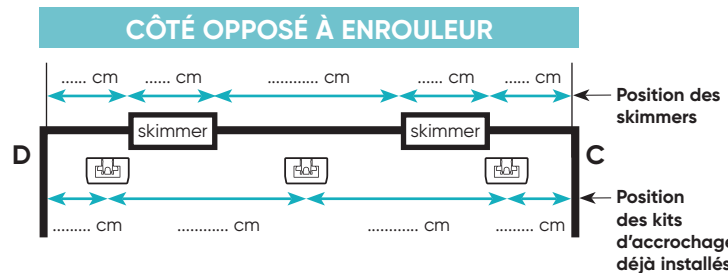 CÔTÉ OPPOSÉ À ENROULEUR
...... cm ...... cm ............ cm ...... cm ...... cm
Position des
skimmers
skimmer skimmer
D C
Position
des kits
d'accrochage
déjà installés
......... cm ............ cm ............ cm ......... cm